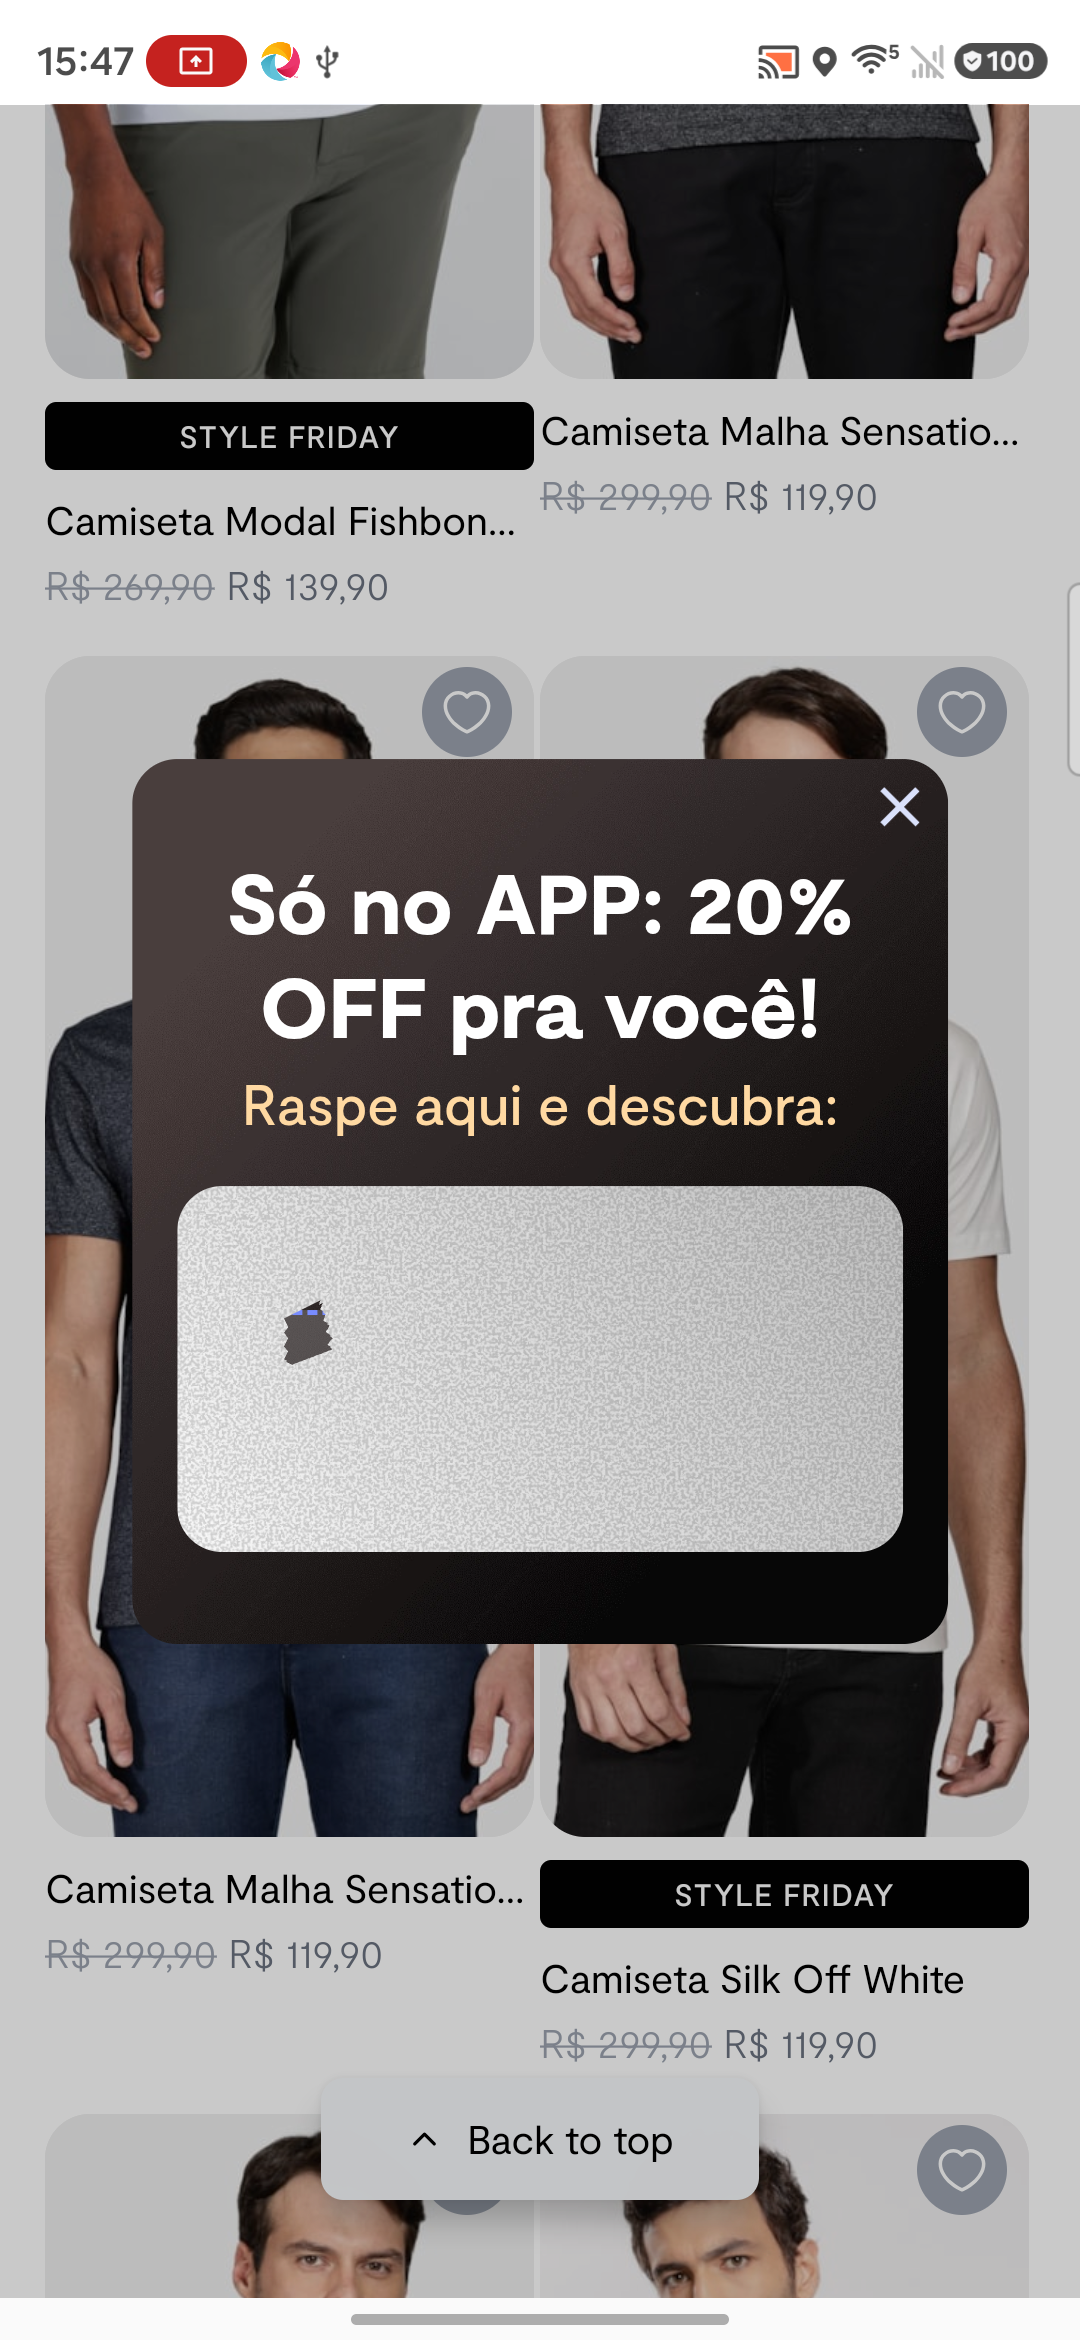 15:47
5
100
STYLE FRIDAY
Camiseta Modal Fishbon...
R$ 269,90 R$ 139,90
Camiseta Malha Sensatio...
R$ 299,90 R$ 119,90
Só no APP: 20%
OFF pra você!
Raspe aqui e descubra:
Camiseta Malha Sensatio...
R$ 299,90 R$ 119,90
STYLE FRIDAY
Camiseta Silk Off White
R$ 299,90 R$ 119,90
Back to top